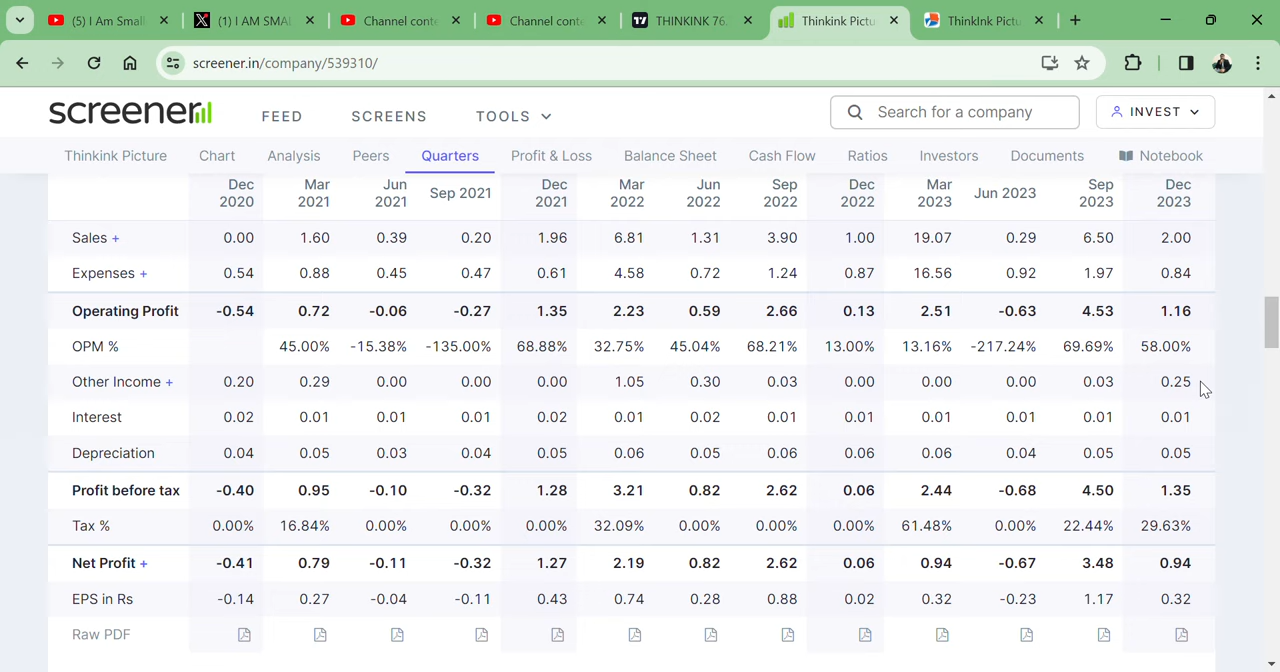 (5) I Am Small
(1) I AM SMAL
Channel conte
Channel conte
THINKINK 76.
Thinkink Pictu
ThinkInk Pictu
screener.in/company/539310/
screener
FEED
SCREENS
TOOLS
Search for a company
INVEST
Thinkink Picture Chart Analysis Peers Quarters Profit & Loss Balance Sheet Cash Flow Ratios Investors Documents Notebook
Dec 2020 Mar 2021 Jun 2021 Sep 2021 Dec 2021 Mar 2022 Jun 2022 Sep 2022 Dec 2022 Mar 2023 Jun 2023 Sep 2023 Dec 2023
Sales + 0.00 1.60 0.39 0.20 1.96 6.81 1.31 3.90 1.00 19.07 0.29 6.50 2.00
Expenses + 0.54 0.88 0.45 0.47 0.61 4.58 0.72 1.24 0.87 16.56 0.92 1.97 0.84
Operating Profit -0.54 0.72 -0.06 -0.27 1.35 2.23 0.59 2.66 0.13 2.51 -0.63 4.53 1.16
OPM % 45.00% -15.38% -135.00% 68.88% 32.75% 45.04% 68.21% 13.00% 13.16% -217.24% 69.69% 58.00%
Other Income + 0.20 0.29 0.00 0.00 0.00 1.05 0.30 0.03 0.00 0.00 0.00 0.03 0.25
Interest 0.02 0.01 0.01 0.01 0.02 0.01 0.02 0.01 0.01 0.01 0.01 0.01 0.01
Depreciation 0.04 0.05 0.03 0.04 0.05 0.06 0.05 0.06 0.06 0.06 0.04 0.05 0.05
Profit before tax -0.40 0.95 -0.10 -0.32 1.28 3.21 0.82 2.62 0.06 2.44 -0.68 4.50 1.35
Tax % 0.00% 16.84% 0.00% 0.00% 0.00% 32.09% 0.00% 0.00% 0.00% 61.48% 0.00% 22.44% 29.63%
Net Profit + -0.41 0.79 -0.11 -0.32 1.27 2.19 0.82 2.62 0.06 0.94 -0.67 3.48 0.94
EPS in Rs -0.14 0.27 -0.04 -0.11 0.43 0.74 0.28 0.88 0.02 0.32 -0.23 1.17 0.32
Raw PDF